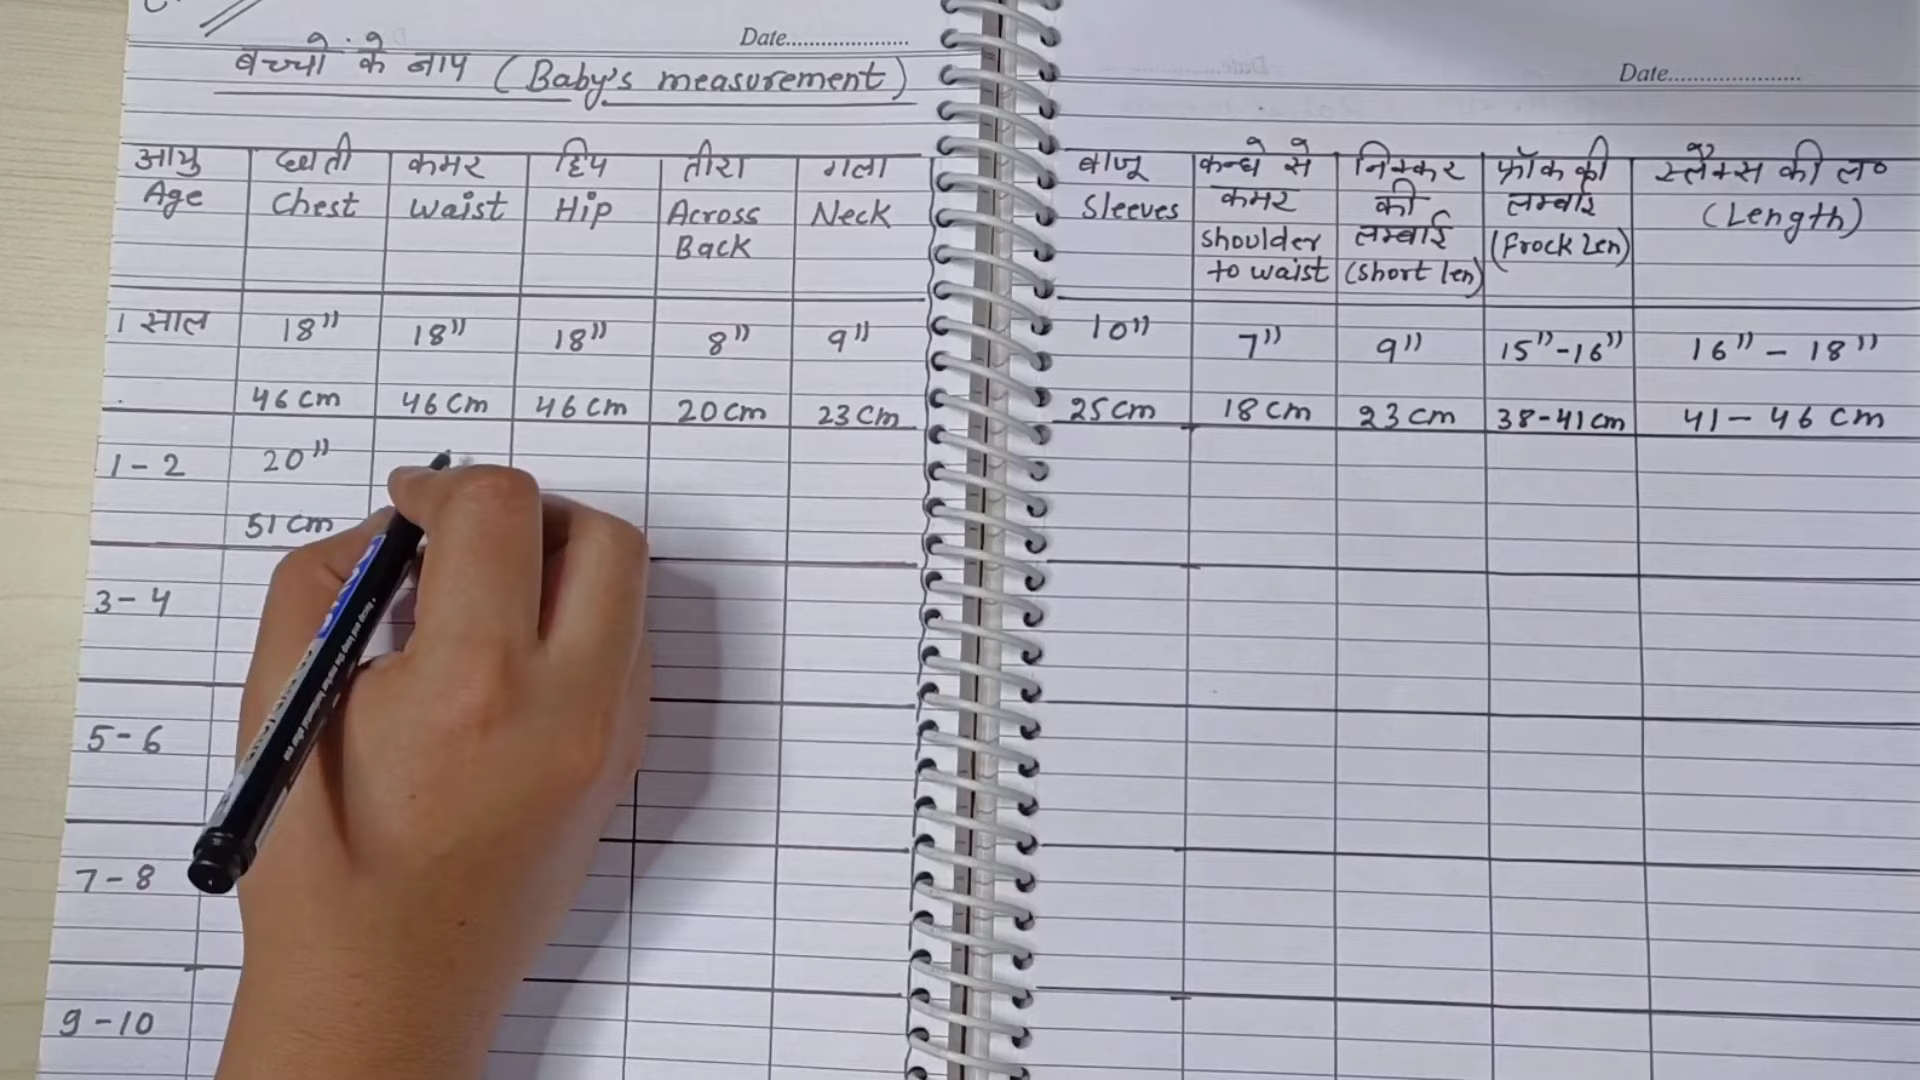 Date....................
बच्चो के नाप (Baby's measurement)
आयु
Age
छाती
Chest
कमर
Waist
हिप
Hip
तीरा
Across
Back
गला
Neck
1 साल
18"
18"
18"
8"
9"
46 cm
46 cm
46 cm
20 cm
23 cm
1 - 2
20"
51 cm
3 - 4
5 - 6
7 - 8
9 - 10
Date....................
बाजू
Sleeves
कन्धे से
कमर
shoulder
to waist
निक्कर
की
लम्बाई
(short len)
फ्रॉक की
लम्बाई
(Frock Len)
स्लैक्स की ल०
(Length)
10"
7"
9"
15"-16"
16" - 18"
25 cm
18 cm
23 cm
38-41 cm
41 - 46 cm